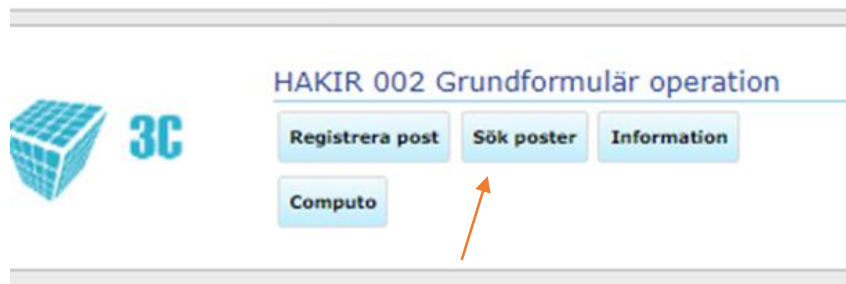 HAKIR 002 Grundformulär operation
3C
Registrera post Sök poster Information
Computo